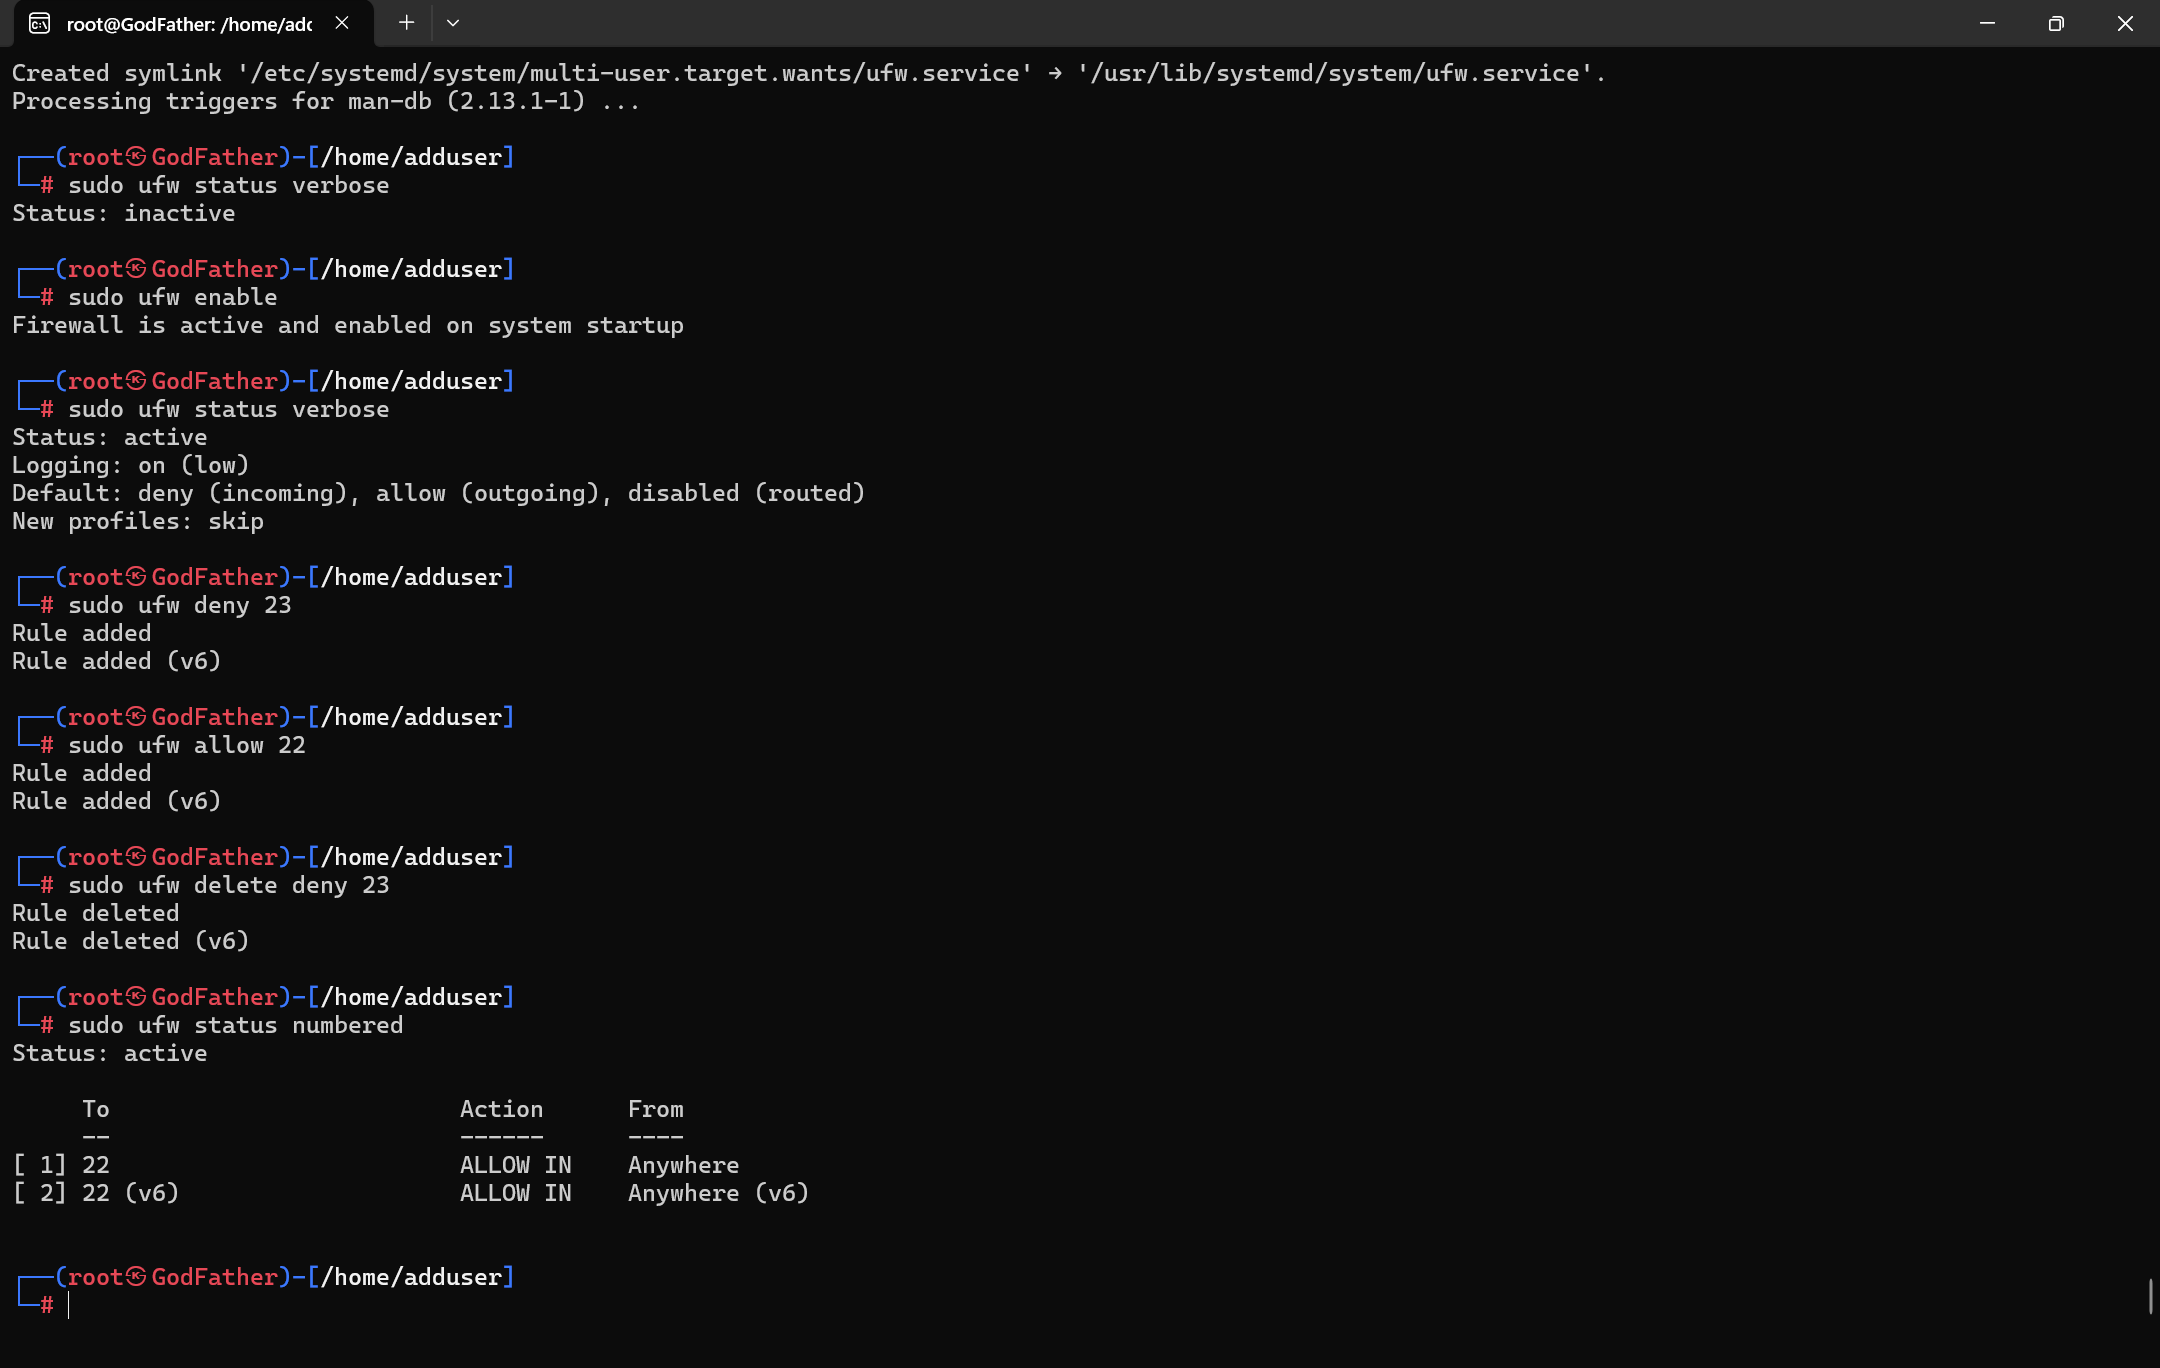 root@GodFather: /home/add
Created symlink '/etc/systemd/system/multi-user.target.wants/ufw.service' → '/usr/lib/systemd/system/ufw.service'.
Processing triggers for man-db (2.13.1-1) ...
┌──(root㉿GodFather)-[/home/adduser]
└─# sudo ufw status verbose
Status: inactive
┌──(root㉿GodFather)-[/home/adduser]
└─# sudo ufw enable
Firewall is active and enabled on system startup
┌──(root㉿GodFather)-[/home/adduser]
└─# sudo ufw status verbose
Status: active
Logging: on (low)
Default: deny (incoming), allow (outgoing), disabled (routed)
New profiles: skip
┌──(root㉿GodFather)-[/home/adduser]
└─# sudo ufw deny 23
Rule added
Rule added (v6)
┌──(root㉿GodFather)-[/home/adduser]
└─# sudo ufw allow 22
Rule added
Rule added (v6)
┌──(root㉿GodFather)-[/home/adduser]
└─# sudo ufw delete deny 23
Rule deleted
Rule deleted (v6)
┌──(root㉿GodFather)-[/home/adduser]
└─# sudo ufw status numbered
Status: active
     To                         Action      From
     --                         ------      ----
[ 1] 22                         ALLOW IN    Anywhere
[ 2] 22 (v6)                    ALLOW IN    Anywhere (v6)
┌──(root㉿GodFather)-[/home/adduser]
└─#